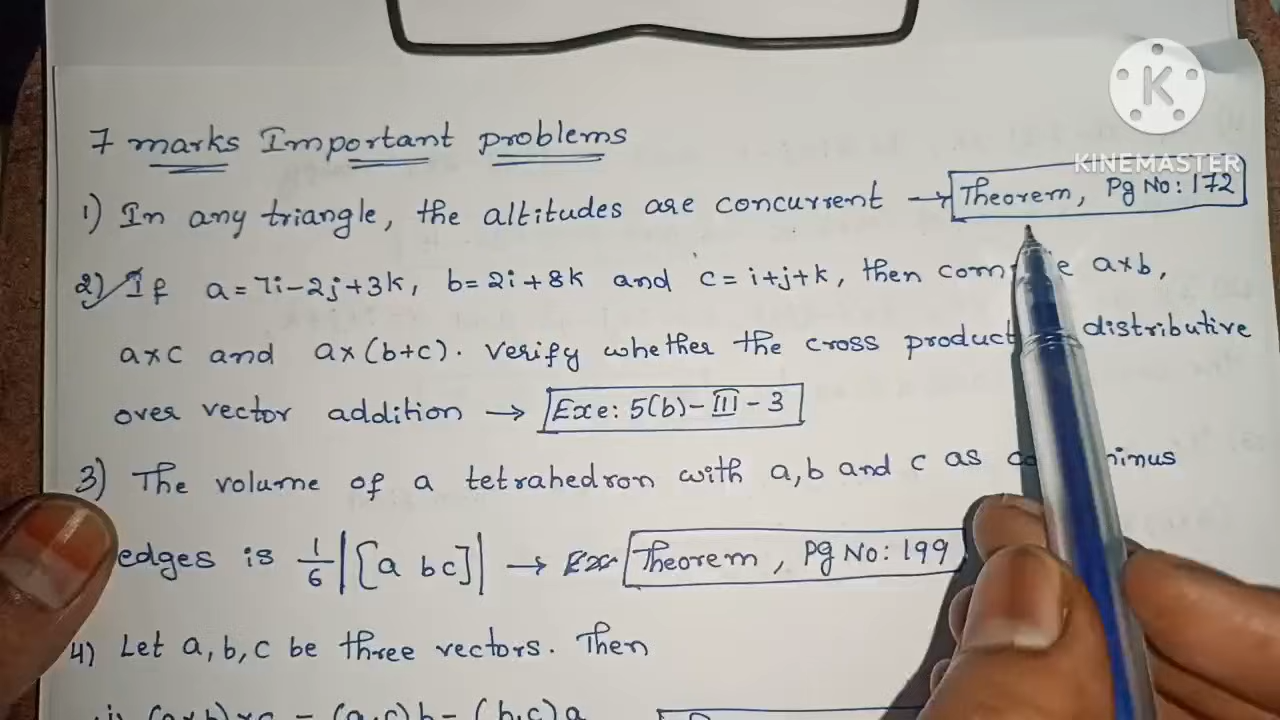 KINEMASTER
7 marks Important problems
1) In any triangle, the altitudes are concurrent → Theorem, Pg No: 172
2) If a = 7i-2j+3k, b = 2i+8k and c = i+j+k, then a×b,
a×c and a×(b+c). Verify whether the cross product distributive
over vector addition → Exe: 5(b)-III-3
3) The volume of a tetrahedron with a, b and c as
edges is 1/6 |[a bc]| → Theorem, Pg No: 199
4) Let a, b, c be three vectors. Then
i) (a×b)×c = (a.c)b - (b.c)a